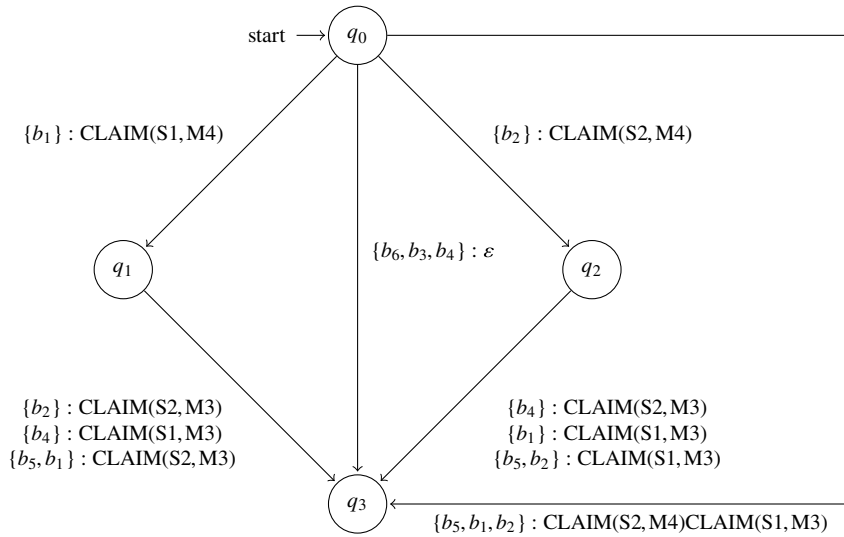 start q₀
{b₁} : CLAIM(S1, M4)
{b₂} : CLAIM(S2, M4)
{b₆, b₃, b₄} : ε
q₁
q₂
{b₂} : CLAIM(S2, M3)
{b₄} : CLAIM(S1, M3)
{b₅, b₁} : CLAIM(S2, M3)
{b₄} : CLAIM(S2, M3)
{b₁} : CLAIM(S1, M3)
{b₅, b₂} : CLAIM(S1, M3)
q₃
{b₅, b₁, b₂} : CLAIM(S2, M4)CLAIM(S1, M3)